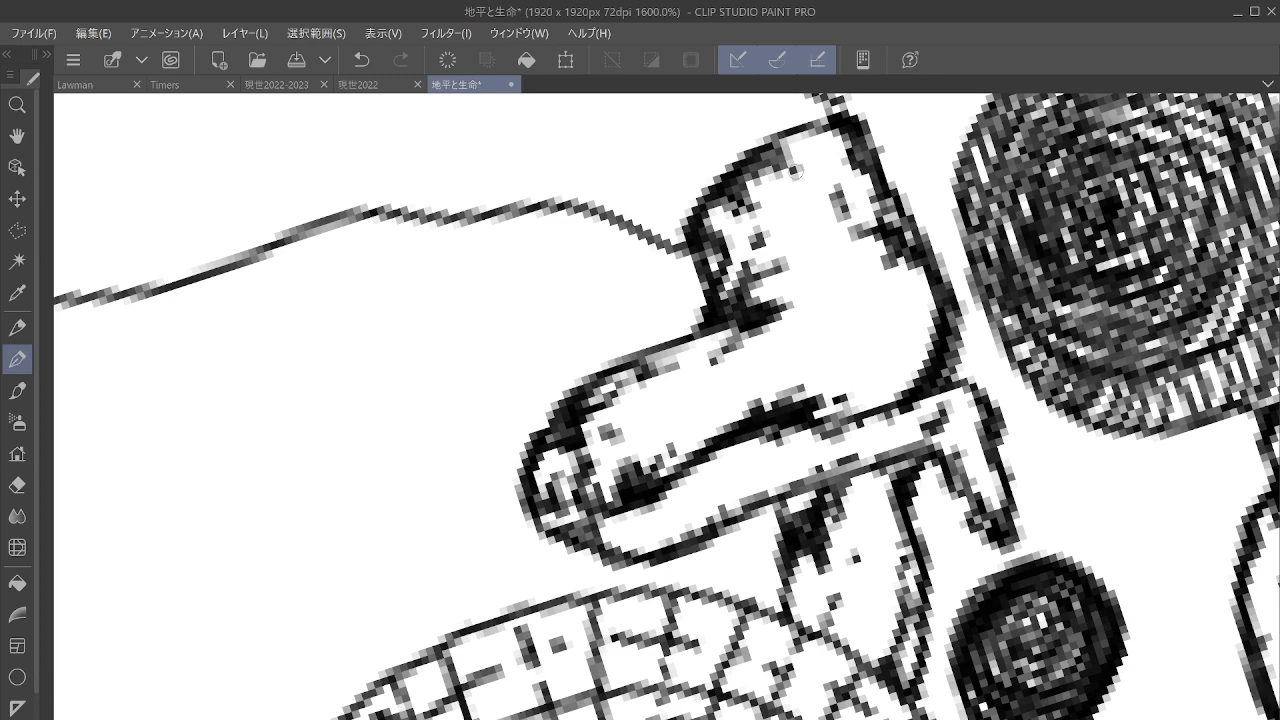 地平と生命* (1920 x 1920px 72dpi 1600.0%) - CLIP STUDIO PAINT PRO
ファイル(F) 編集(E) アニメーション(A) レイヤー(L) 選択範囲(S) 表示(V) フィルター(I) ウィンドウ(W) ヘルプ(H)
Lawman Timers 現世2022-2023 現世2022 地平と生命*